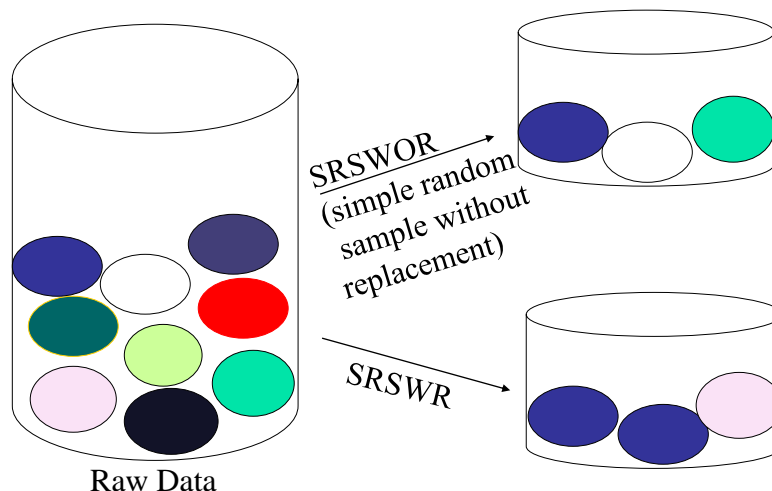 SRSWOR
(simple random
sample without
replacement)
SRSWR
Raw Data